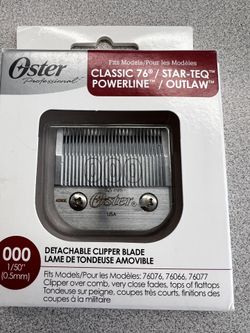 Oster
Professional
Fits Models/Pour les Modèles
CLASSIC 76® / STAR-TEQ™
POWERLINE™ / OUTLAW™
000
Oster
USA
000
1/50"
(0.5mm)
DETACHABLE CLIPPER BLADE
LAME DE TONDEUSE AMOVIBLE
Fits Models/Pour les Modèles: 76076, 76066, 76077
Clipper over comb, very close fades, tops of flattops
Tondeuse sur peigne, coupes très courtes, finitions des
coupes à la militaire